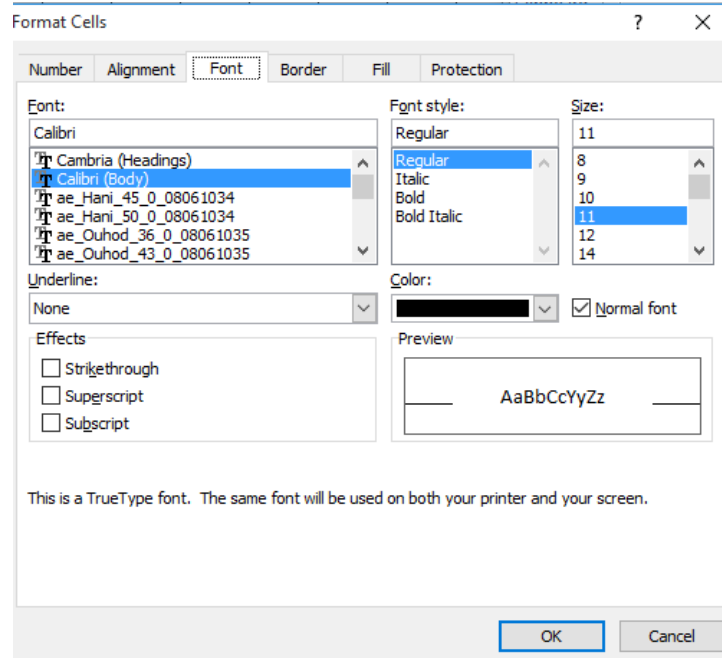 Format Cells ?
Number Alignment Font Border Fill Protection
Font: Font style: Size:
Calibri Regular 11
Cambria (Headings) Regular 8
Calibri (Body) Italic 9
ae_Hani_45_0_08061034 Bold 10
ae_Hani_50_0_08061034 Bold Italic 11
ae_Ouhod_36_0_08061035 12
ae_Ouhod_43_0_08061035 14
Underline: Color:
None Normal font
Effects Preview
Strikethrough
Superscript AaBbCcYyZz
Subscript
This is a TrueType font. The same font will be used on both your printer and your screen.
OK Cancel